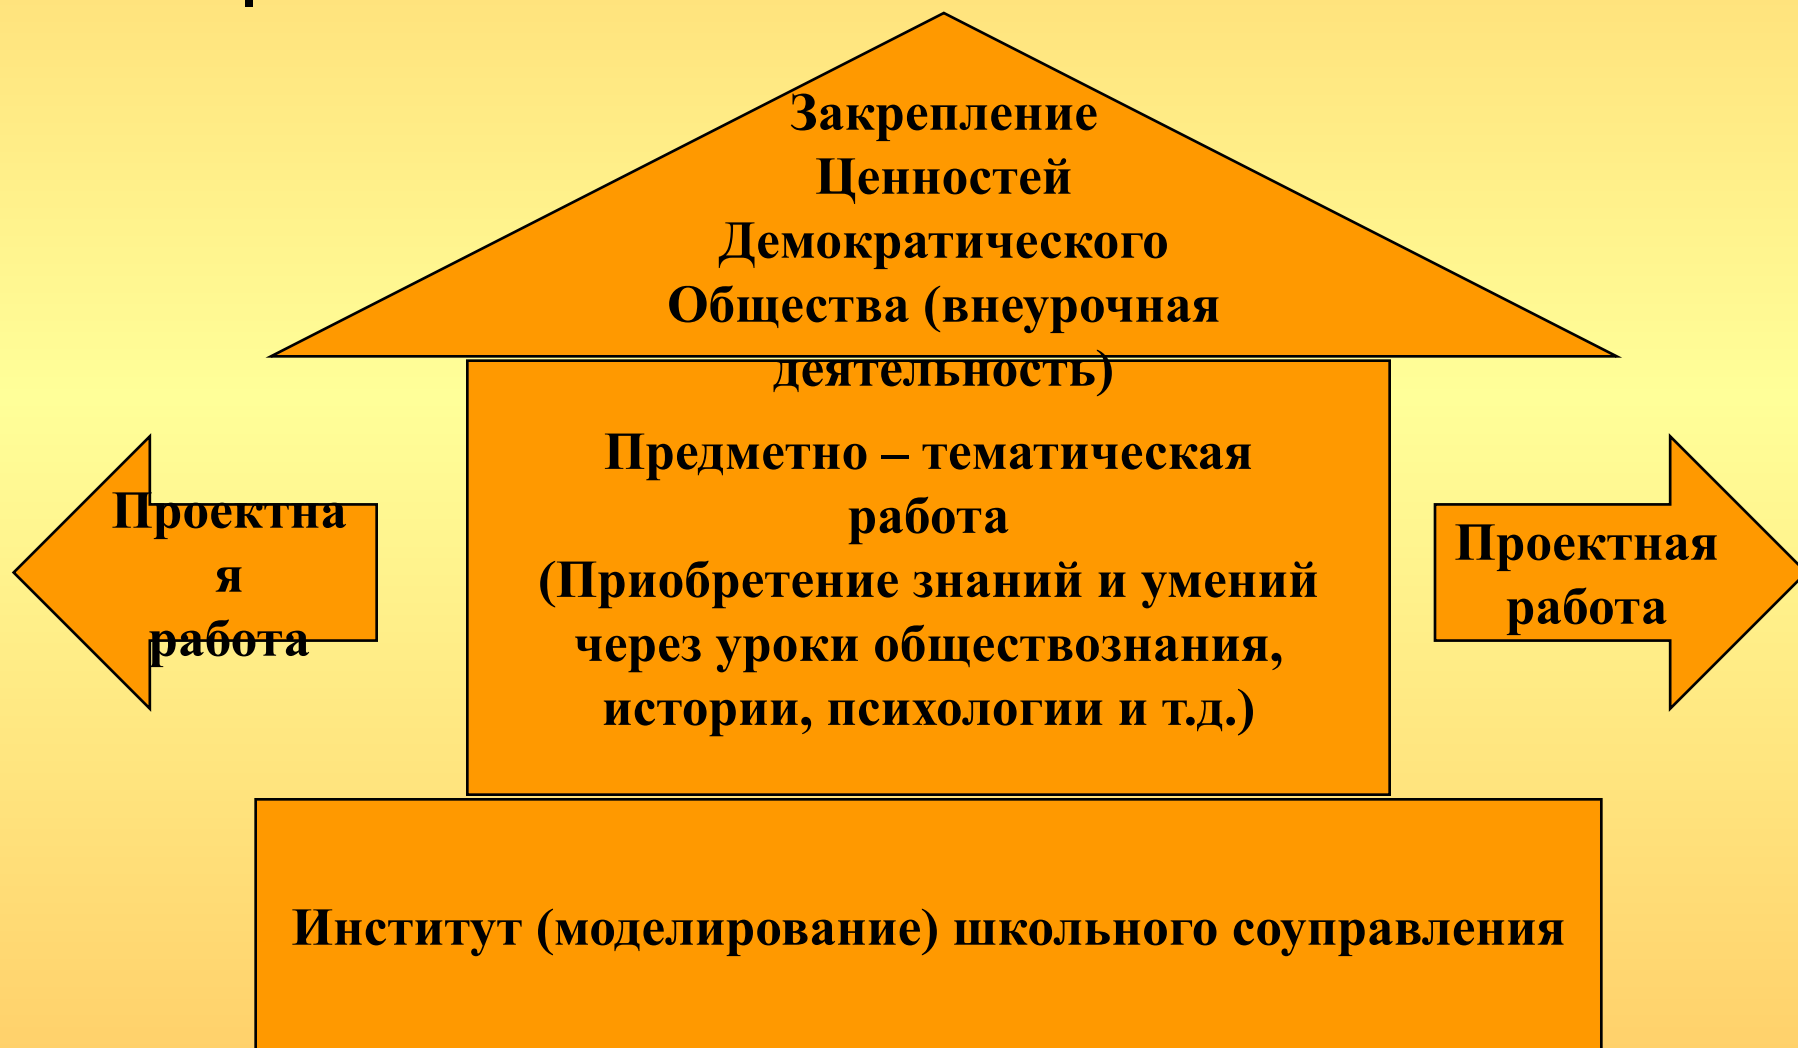 Закрепление
Ценностей
Демократического
Общества (внеурочная
деятельность)
Предметно – тематическая
работа
(Приобретение знаний и умений
через уроки обществознания,
истории, психологии и т.д.)
Проектна
я
работа
Проектная
работа
Институт (моделирование) школьного соуправления